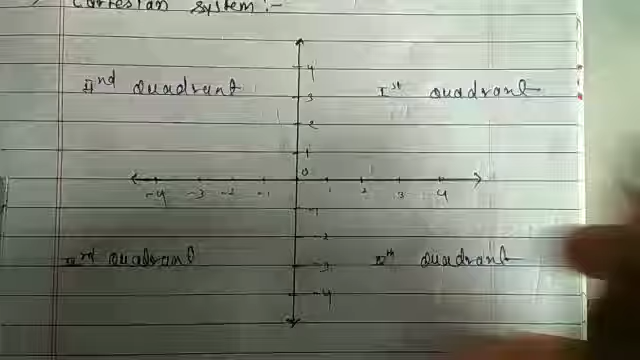 Cartesian system :-
4
IInd quadrant Ist quadrant
3
2
1
0
-4 -3 -2 -1 1 2 3 4
-1
-2
IIIrd quadrant IVth quadrant
-3
-4